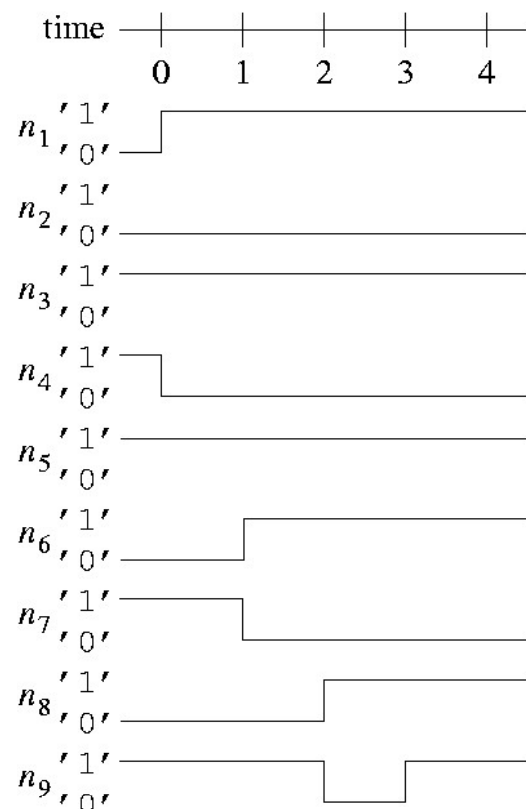 time
0 1 2 3 4
n1 '1'
'0'
n2 '1'
'0'
n3 '1'
'0'
n4 '1'
'0'
n5 '1'
'0'
n6 '1'
'0'
n7 '1'
'0'
n8 '1'
'0'
n9 '1'
'0'